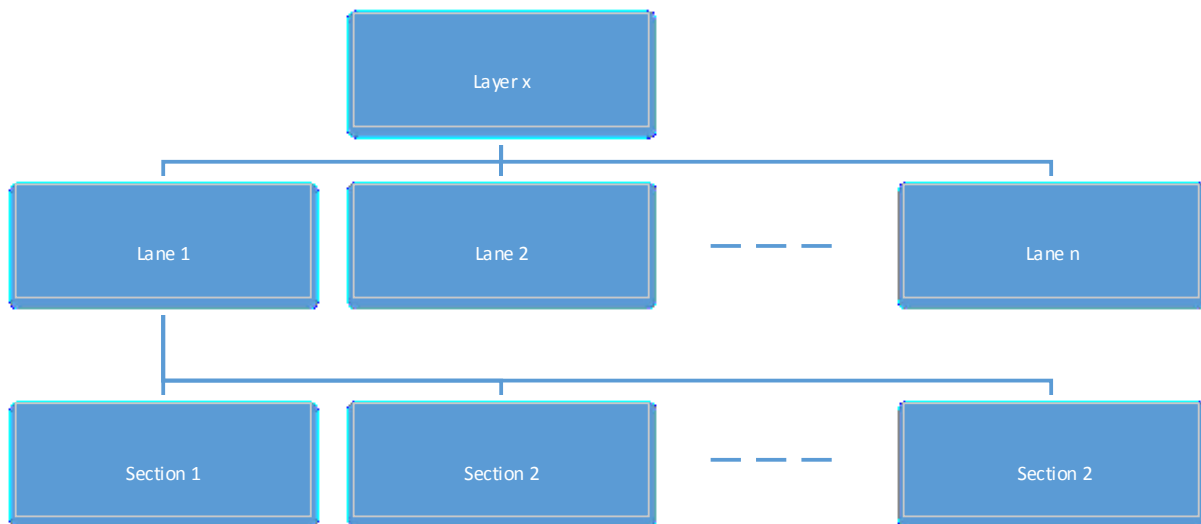 Layer x
Lane 1
Lane 2
Lane n
Section 1
Section 2
Section 2